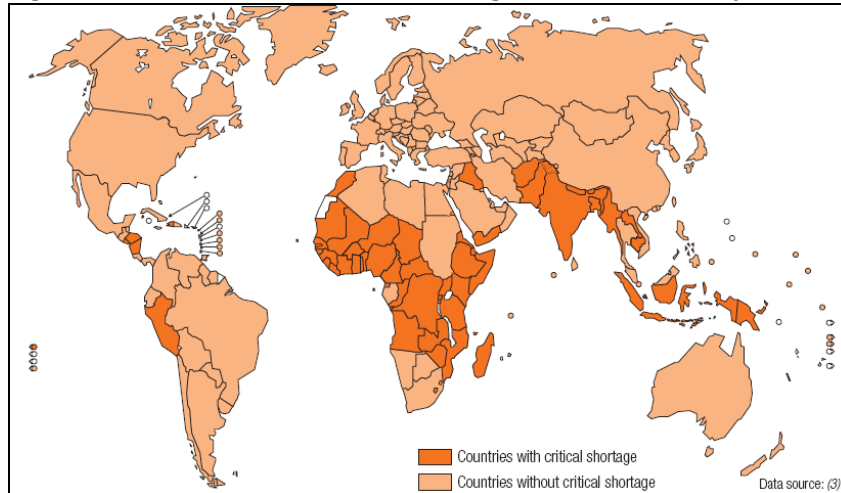 Countries with critical shortage
Countries without critical shortage
Data source: (3)